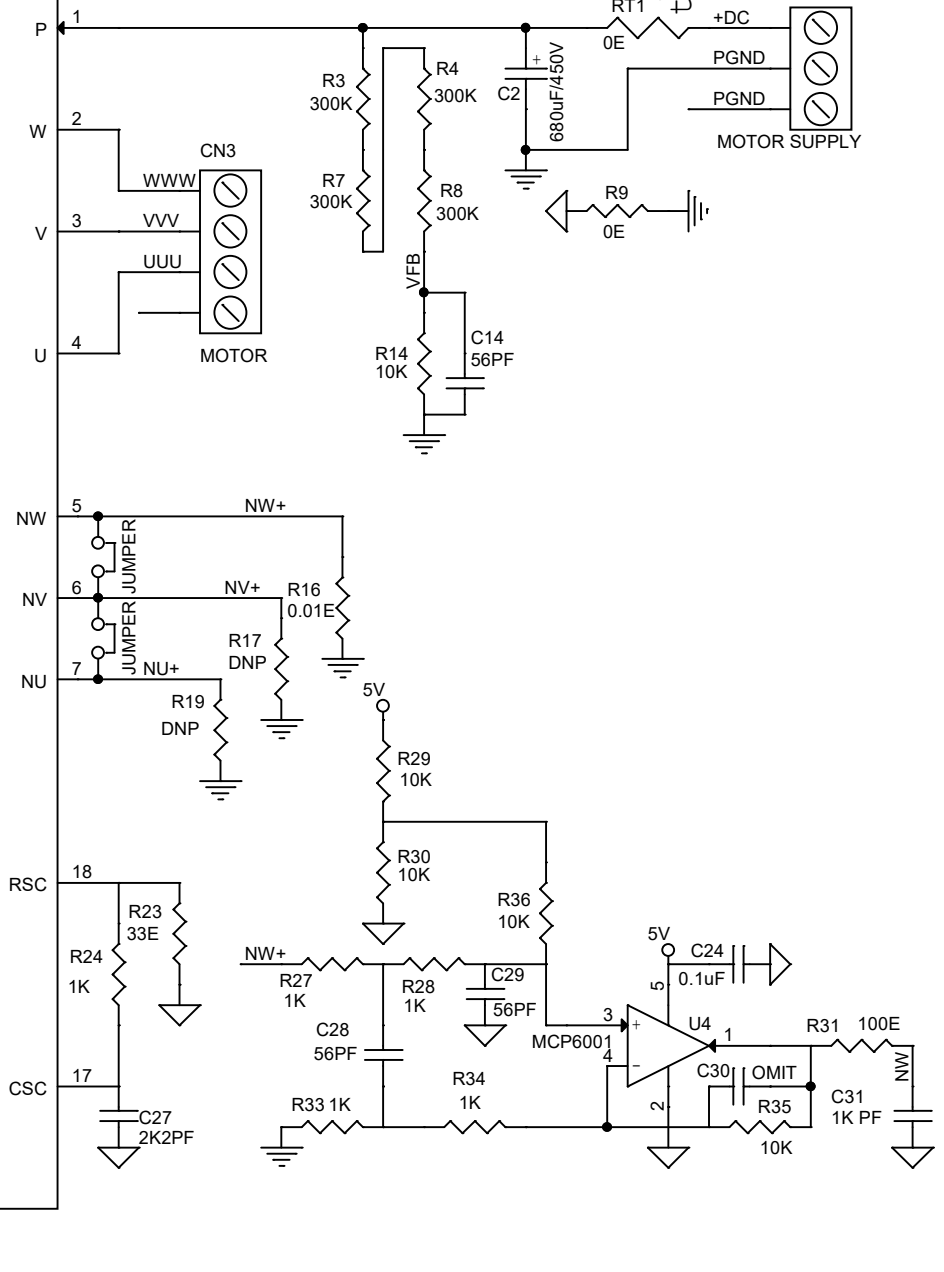 RT1
P 1
+DC
0E
PGND
R3
300K
R4
300K
+
C2
680uF/450V
PGND
MOTOR SUPPLY
W 2
CN3
WWW
R7
300K
R8
300K
R9
0E
V 3
VVV
UUU
VFB
U 4
MOTOR
R14
10K
C14
56PF
NW 5
NW+
JUMPER
NV 6
NV+
R16
0.01E
JUMPER
R17
DNP
NU 7
NU+
R19
DNP
5V
R29
10K
R30
10K
RSC 18
R23
33E
R36
10K
R24
1K
NW+
R27
1K
R28
1K
C29
56PF
5V
C24
0.1uF
5
U4
3
+
MCP6001
4
-
1
R31
100E
NW
C28
56PF
CSC 17
C27
2K2PF
R33 1K
R34
1K
2
C30
OMIT
R35
10K
C31
1K PF